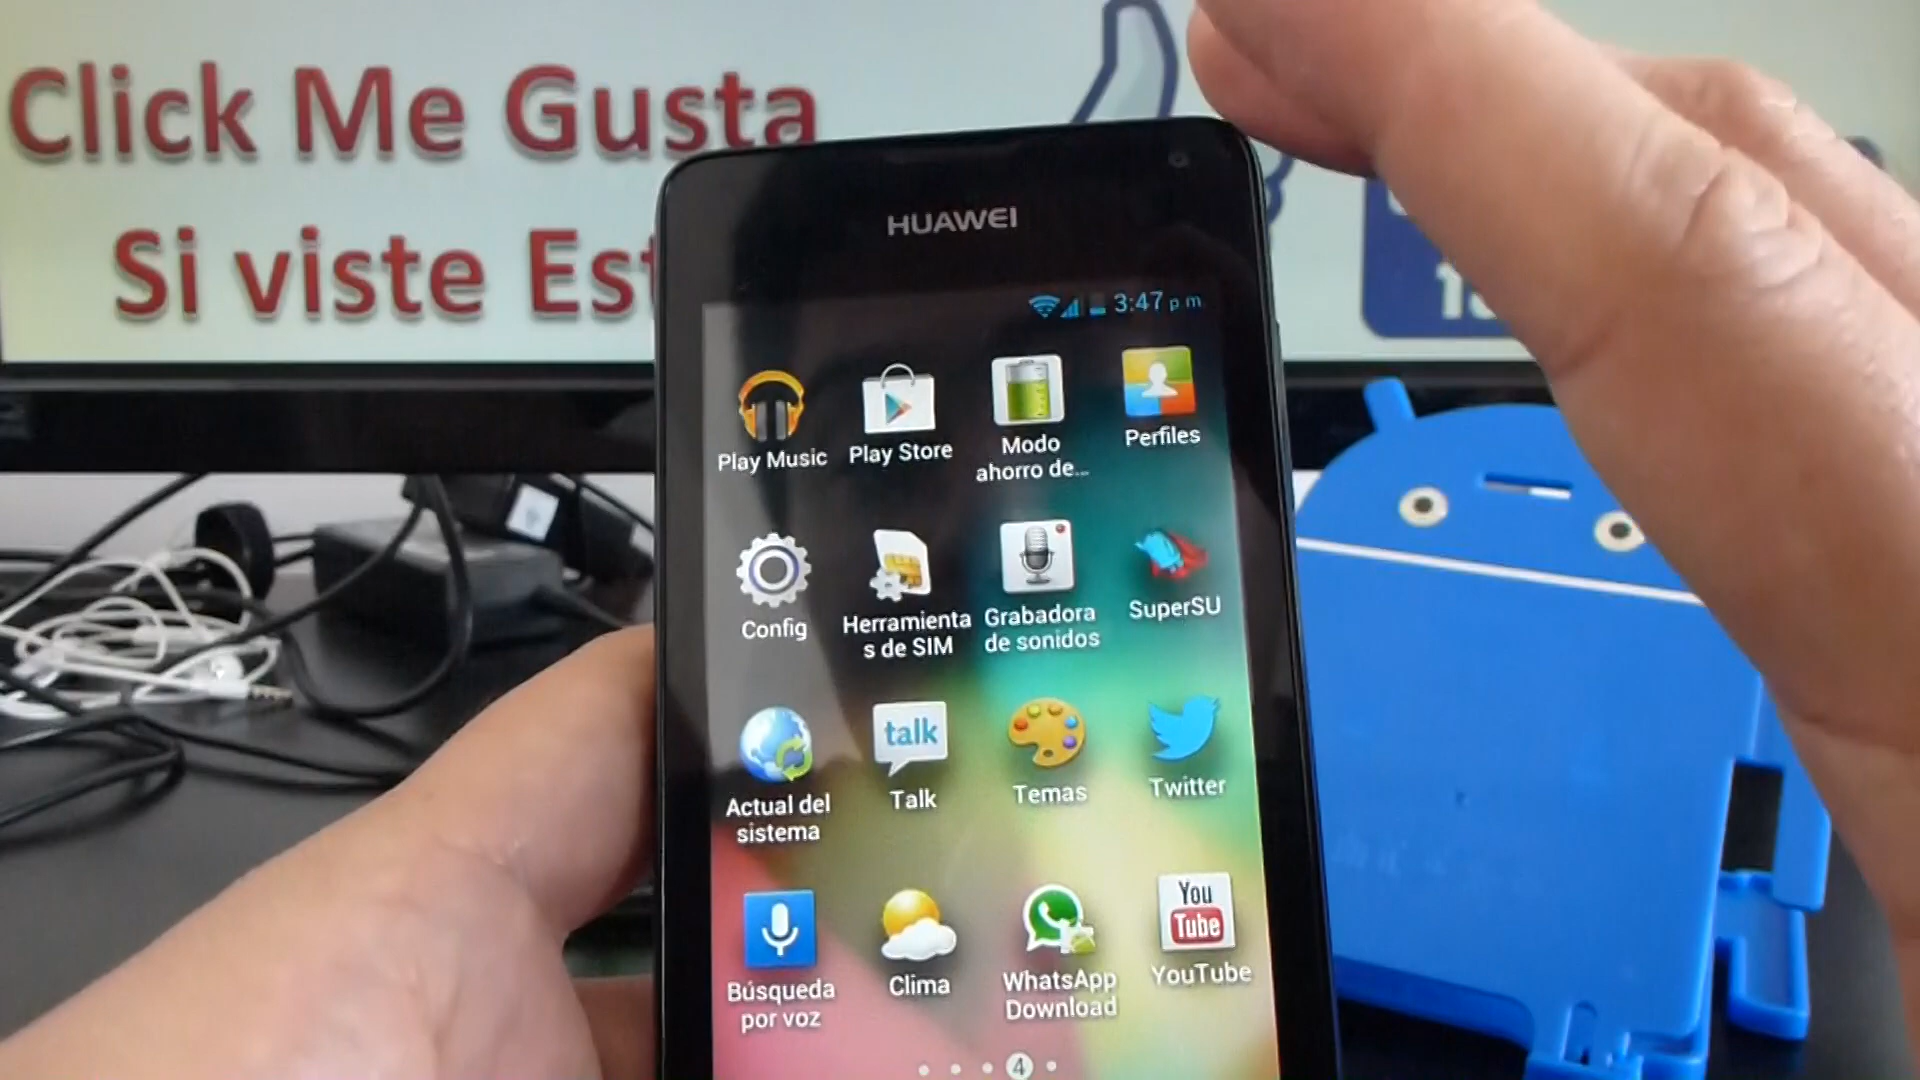 Click Me Gusta
Si viste Est
HUAWEI
3:47 p m
Play Music
Play Store
Modo
ahorro de...
Perfiles
Config
Herramienta
s de SIM
Grabadora
de sonidos
SuperSU
Actual del
sistema
talk
Talk
Temas
Twitter
Búsqueda
por voz
Clima
WhatsApp
Download
You
Tube
YouTube
4